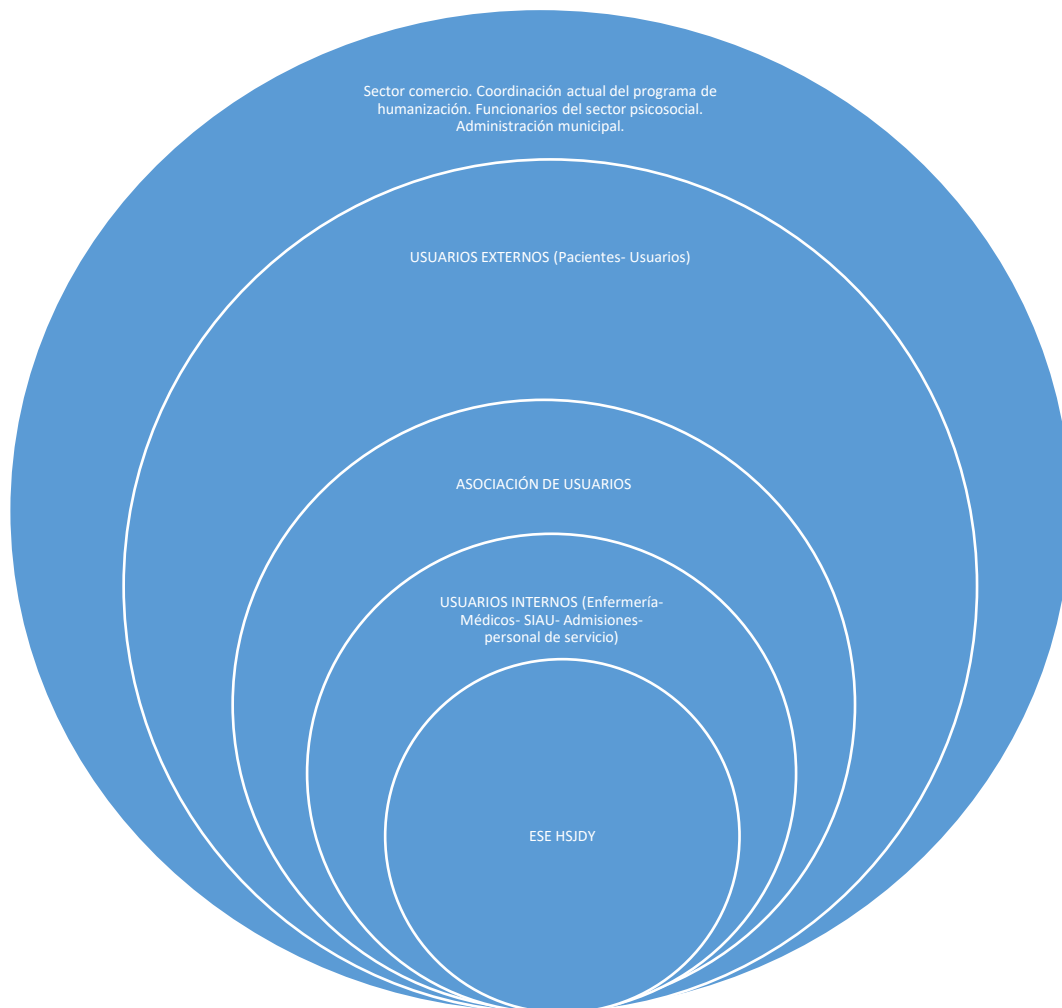 Sector comercio. Coordinación actual del programa de
humanización. Funcionarios del sector psicosocial.
Administración municipal.
USUARIOS EXTERNOS (Pacientes- Usuarios)
ASOCIACIÓN DE USUARIOS
USUARIOS INTERNOS (Enfermería-
Médicos- SIAU- Admisiones-
personal de servicio)
ESE HSJDY